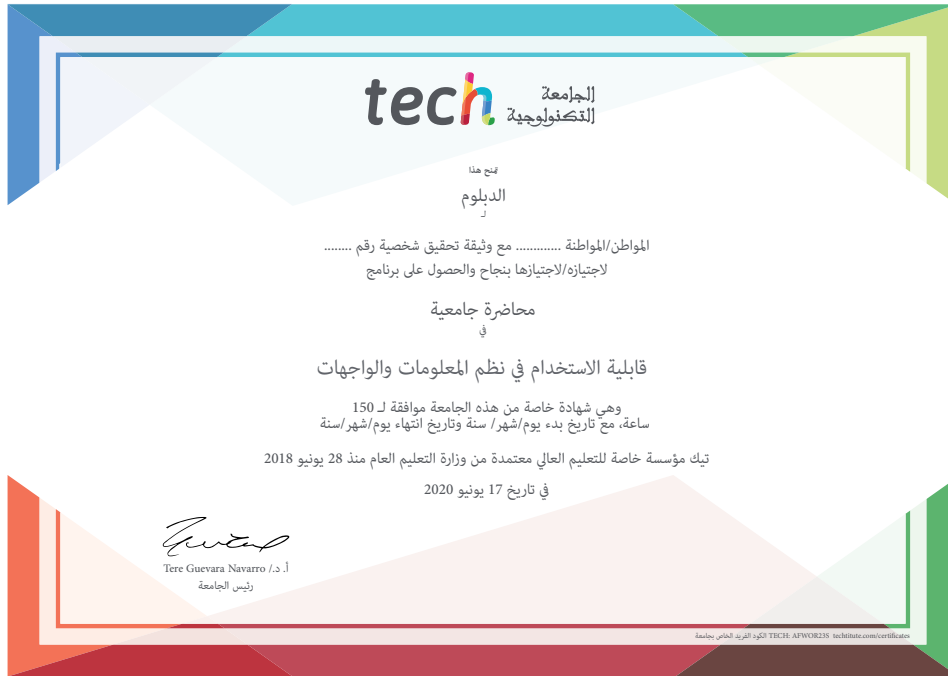 tech الجامعة
التكنولوجية
تمنح هذا
الدبلوم
لـ
المواطن/المواطنة ............ مع وثيقة تحقيق شخصية رقم ........
لاجتيازه/لاجتيازها بنجاح والحصول على برنامج
محاضرة جامعية
في
قابلية الاستخدام في نظم المعلومات والواجهات
وهي شهادة خاصة من هذه الجامعة موافقة لـ 150
ساعة، مع تاريخ بدء يوم/شهر/ سنة وتاريخ انتهاء يوم/شهر/سنة
تيك مؤسسة خاصة للتعليم العالي معتمدة من وزارة التعليم العام منذ 28 يونيو 2018
في تاريخ 17 يونيو 2020
أ. د./ Tere Guevara Navarro
رئيس الجامعة
الكود الفريد الخاص بجامعة TECH: AFWOR23S techtitute.com/certificates